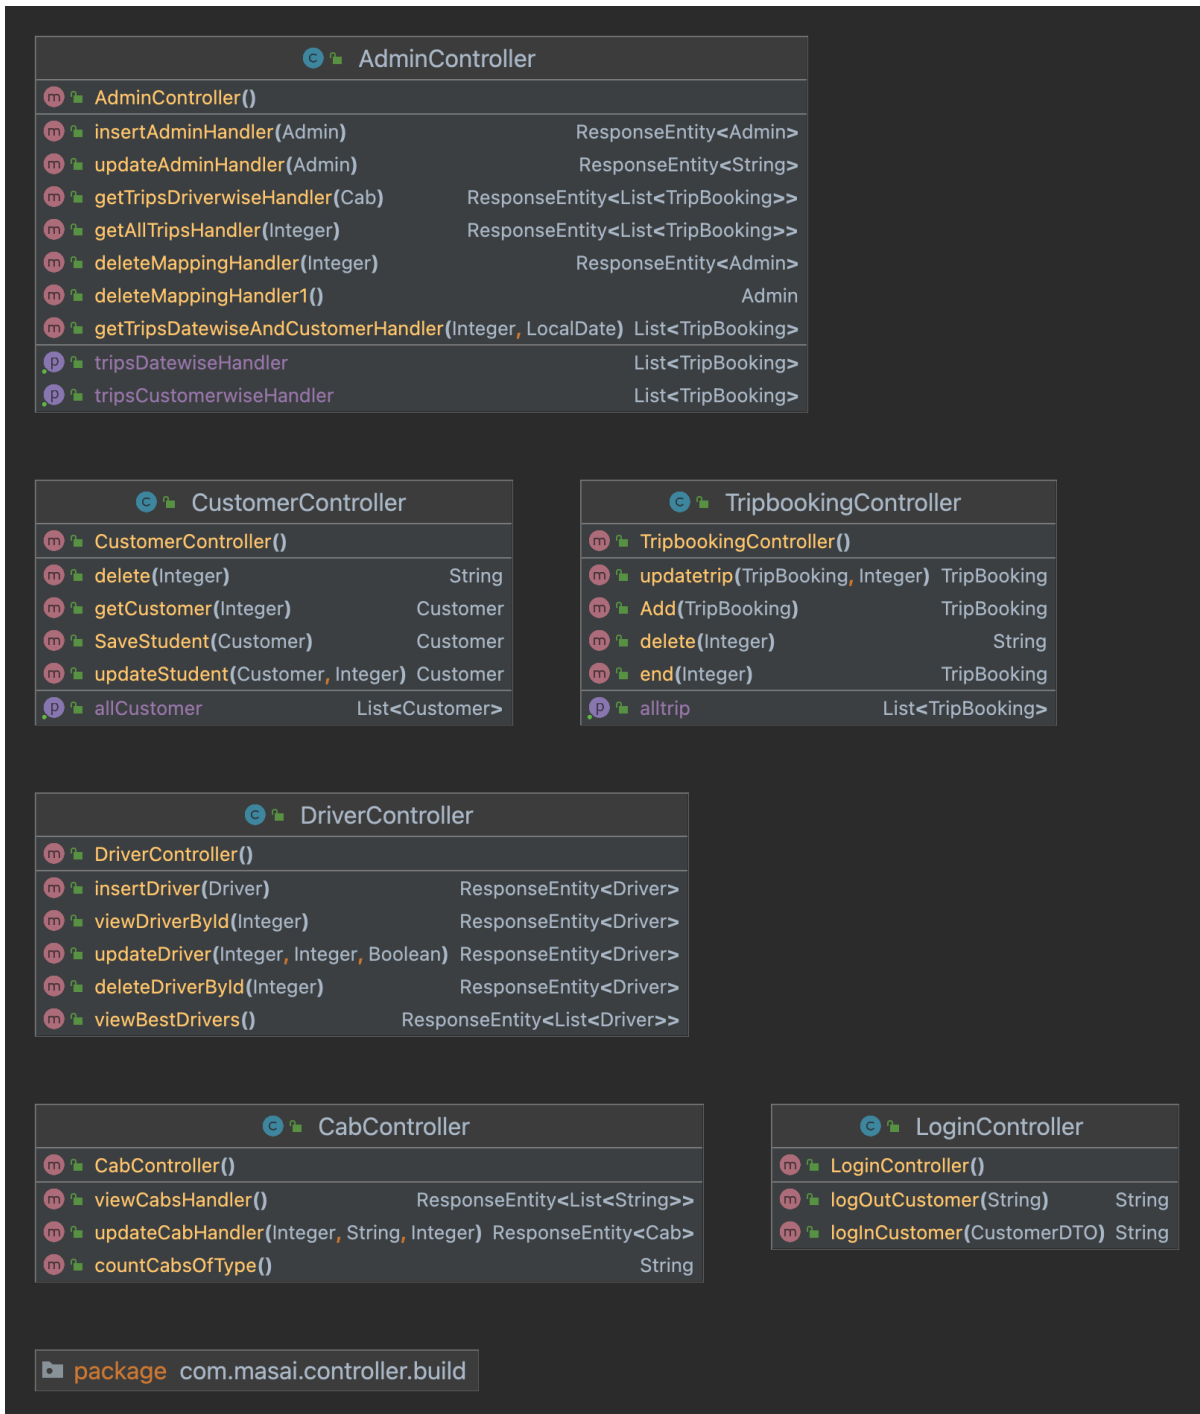 AdminController
AdminController()
insertAdminHandler(Admin) ResponseEntity<Admin>
updateAdminHandler(Admin) ResponseEntity<String>
getTripsDriverwiseHandler(Cab) ResponseEntity<List<TripBooking>>
getAllTripsHandler(Integer) ResponseEntity<List<TripBooking>>
deleteMappingHandler(Integer) ResponseEntity<Admin>
deleteMappingHandler1() Admin
getTripsDatewiseAndCustomerHandler(Integer, LocalDate) List<TripBooking>
tripsDatewiseHandler List<TripBooking>
tripsCustomerwiseHandler List<TripBooking>
CustomerController
CustomerController()
delete(Integer) String
getCustomer(Integer) Customer
SaveStudent(Customer) Customer
updateStudent(Customer, Integer) Customer
allCustomer List<Customer>
TripbookingController
TripbookingController()
updatetrip(TripBooking, Integer) TripBooking
Add(TripBooking) TripBooking
delete(Integer) String
end(Integer) TripBooking
alltrip List<TripBooking>
DriverController
DriverController()
insertDriver(Driver) ResponseEntity<Driver>
viewDriverById(Integer) ResponseEntity<Driver>
updateDriver(Integer, Integer, Boolean) ResponseEntity<Driver>
deleteDriverById(Integer) ResponseEntity<Driver>
viewBestDrivers() ResponseEntity<List<Driver>>
CabController
CabController()
viewCabsHandler() ResponseEntity<List<String>>
updateCabHandler(Integer, String, Integer) ResponseEntity<Cab>
countCabsOfType() String
LoginController
LoginController()
logOutCustomer(String) String
logInCustomer(CustomerDTO) String
package com.masai.controller.build